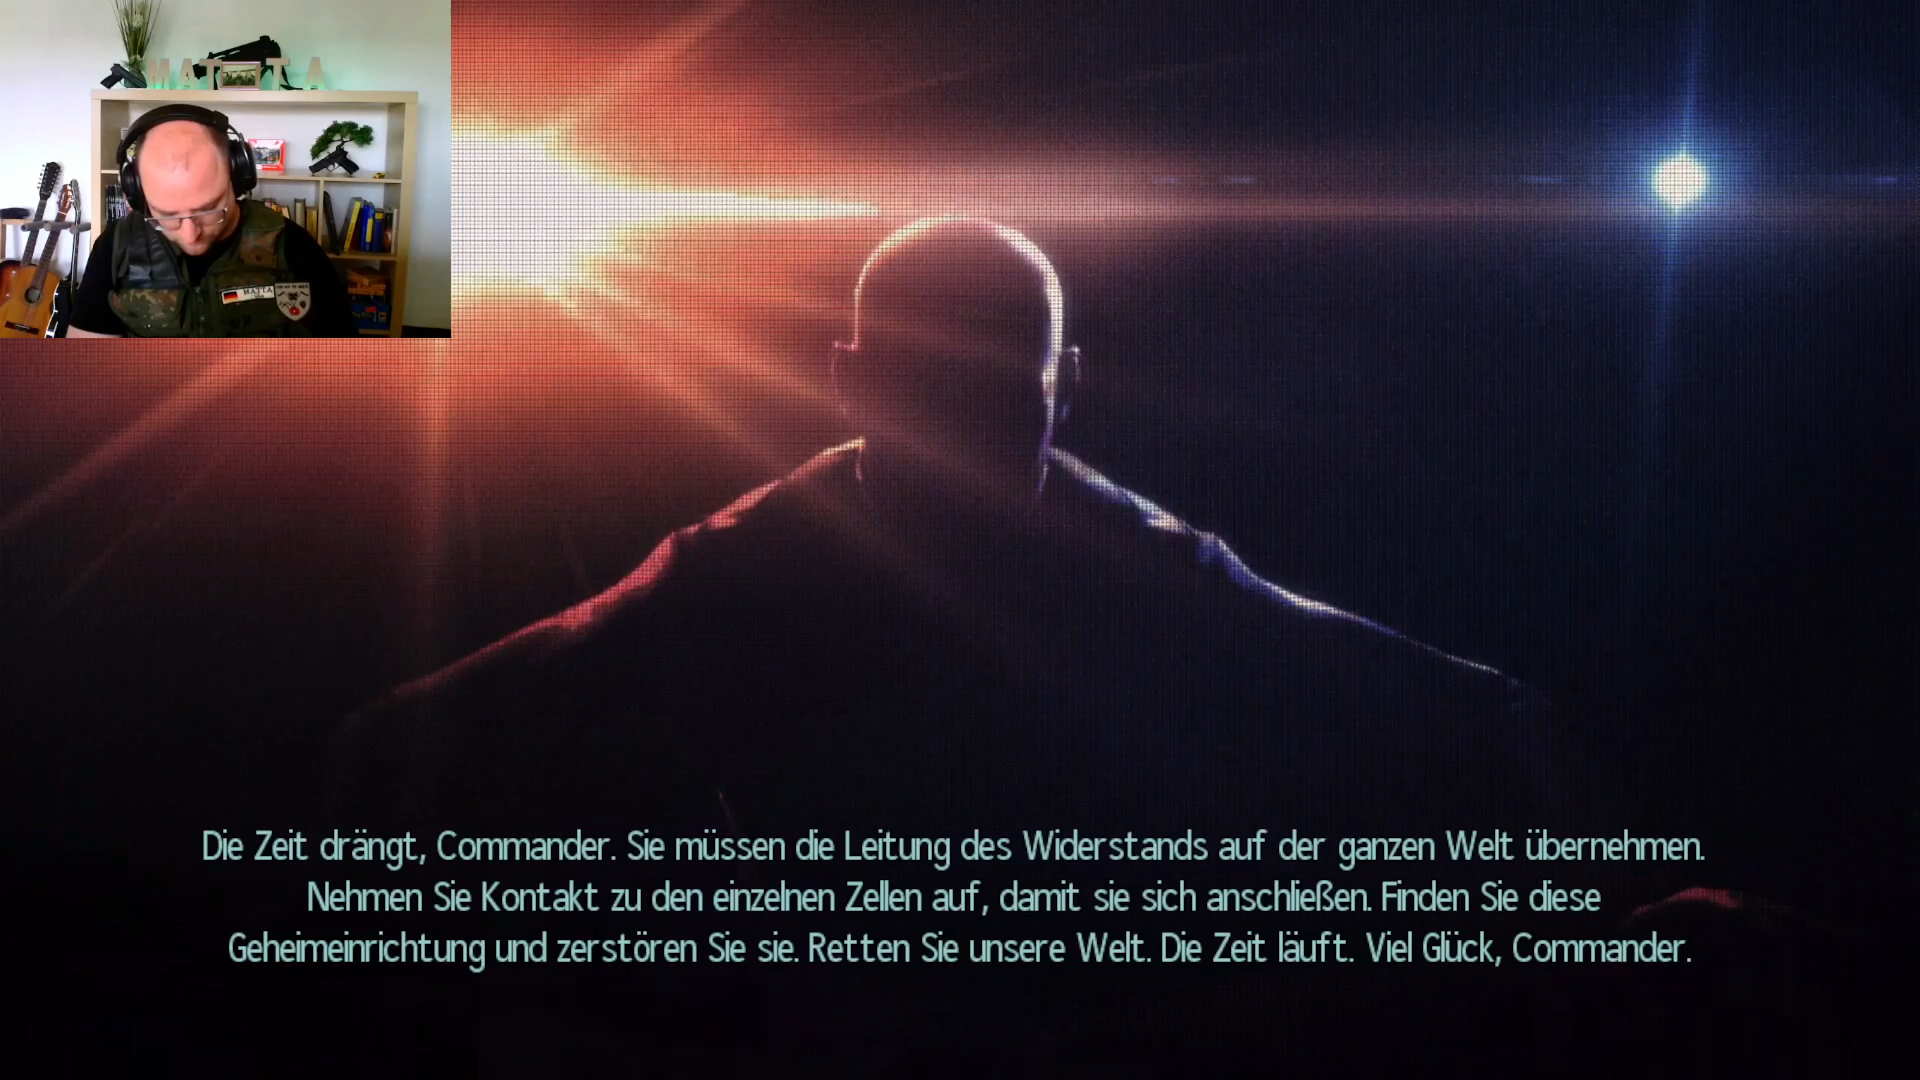 MATTA
MATTA
Die Zeit drängt, Commander. Sie müssen die Leitung des Widerstands auf der ganzen Welt übernehmen.
Nehmen Sie Kontakt zu den einzelnen Zellen auf, damit sie sich anschließen. Finden Sie diese
Geheimeinrichtung und zerstören Sie sie. Retten Sie unsere Welt. Die Zeit läuft. Viel Glück, Commander.